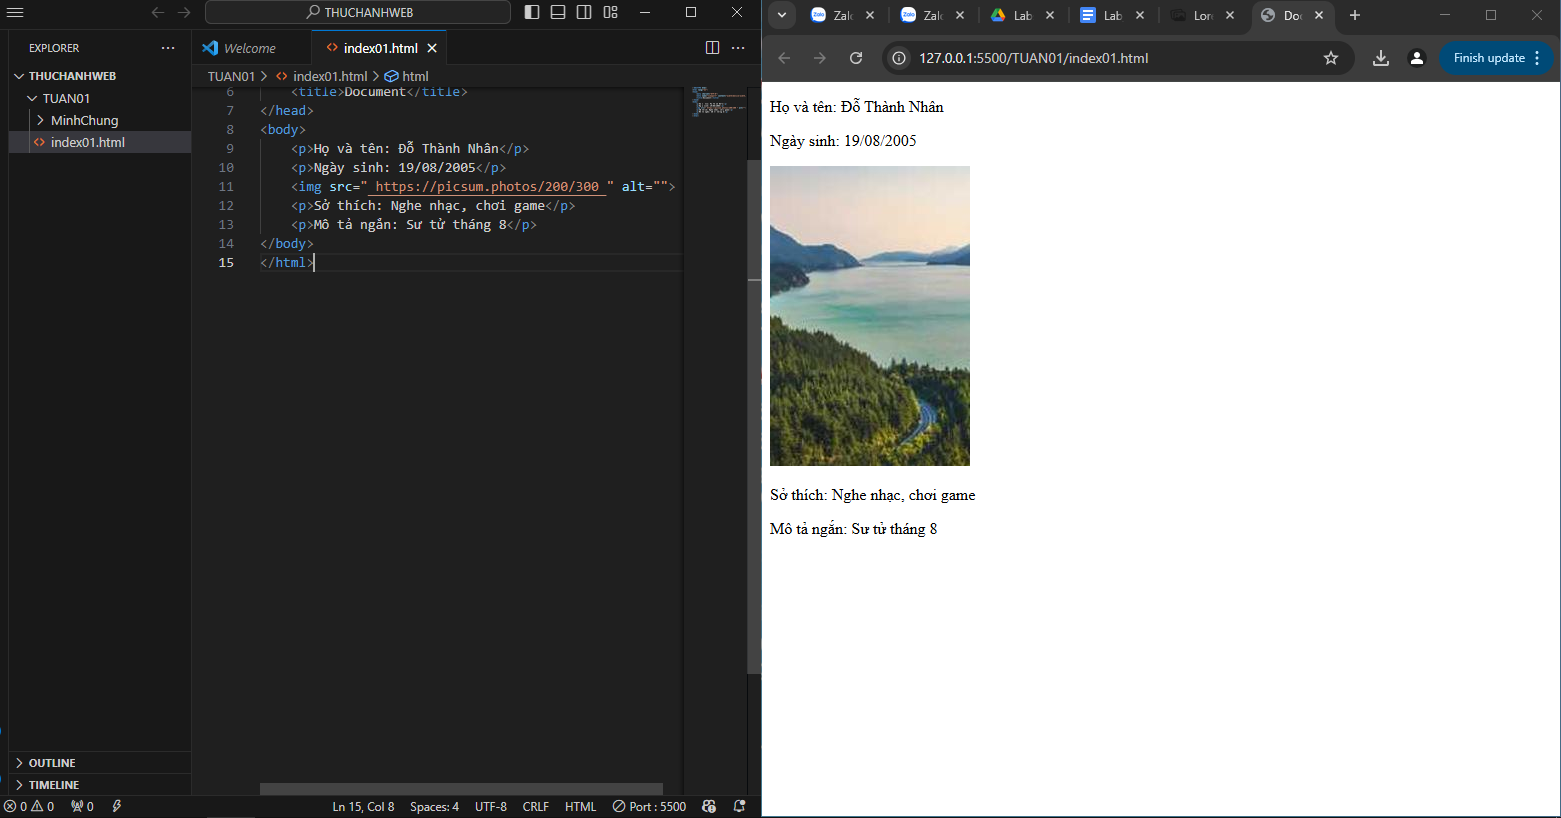 THUCHANHWEB
EXPLORER
THUCHANHWEB
TUAN01
MinhChung
index01.html
OUTLINE
TIMELINE
Welcome
index01.html
TUAN01 > index01.html > html
6 <title>Document</title>
7 </head>
8 <body>
9 <p>Họ và tên: Đỗ Thành Nhân</p>
10 <p>Ngày sinh: 19/08/2005</p>
11 <img src=" https://picsum.photos/200/300 " alt="">
12 <p>Sở thích: Nghe nhạc, chơi game</p>
13 <p>Mô tả ngắn: Sư tử tháng 8</p>
14 </body>
15 </html>
0 0 0 Ln 15, Col 8 Spaces: 4 UTF-8 CRLF HTML Port : 5500
Zalo Lab Lab
127.0.0.1:5500/TUAN01/index01.html
Finish update
Họ và tên: Đỗ Thành Nhân
Ngày sinh: 19/08/2005
Sở thích: Nghe nhạc, chơi game
Mô tả ngắn: Sư tử tháng 8